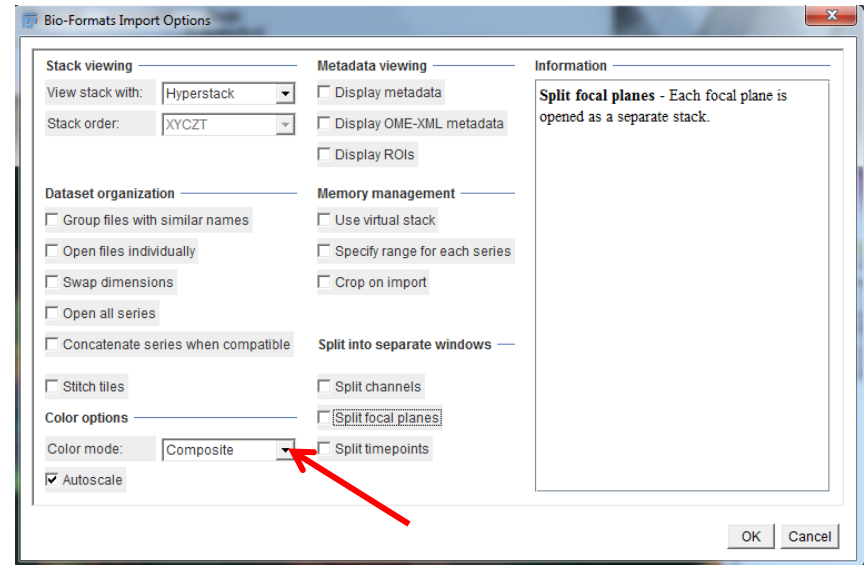 Bio-Formats Import Options
Stack viewing
View stack with:
Hyperstack
Stack order:
XYCZT
Dataset organization
Group files with similar names
Open files individually
Swap dimensions
Open all series
Concatenate series when compatible
Stitch tiles
Color options
Color mode:
Composite
Autoscale
Metadata viewing
Display metadata
Display OME-XML metadata
Display ROIs
Memory management
Use virtual stack
Specify range for each series
Crop on import
Split into separate windows
Split channels
Split focal planes
Split timepoints
Information
Split focal planes - Each focal plane is
opened as a separate stack.
OK
Cancel